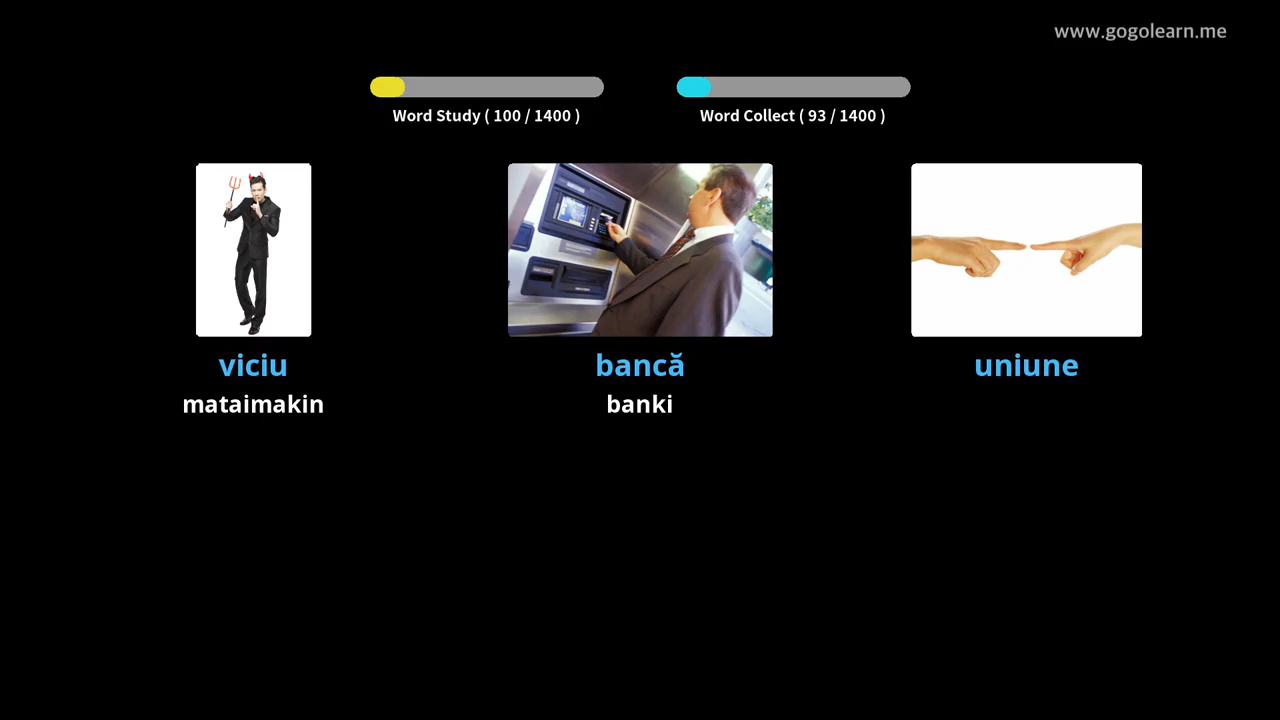 www.gogolearn.me
Word Study ( 100 / 1400 )
Word Collect ( 93 / 1400 )
viciu
bancă
uniune
mataimakin
banki